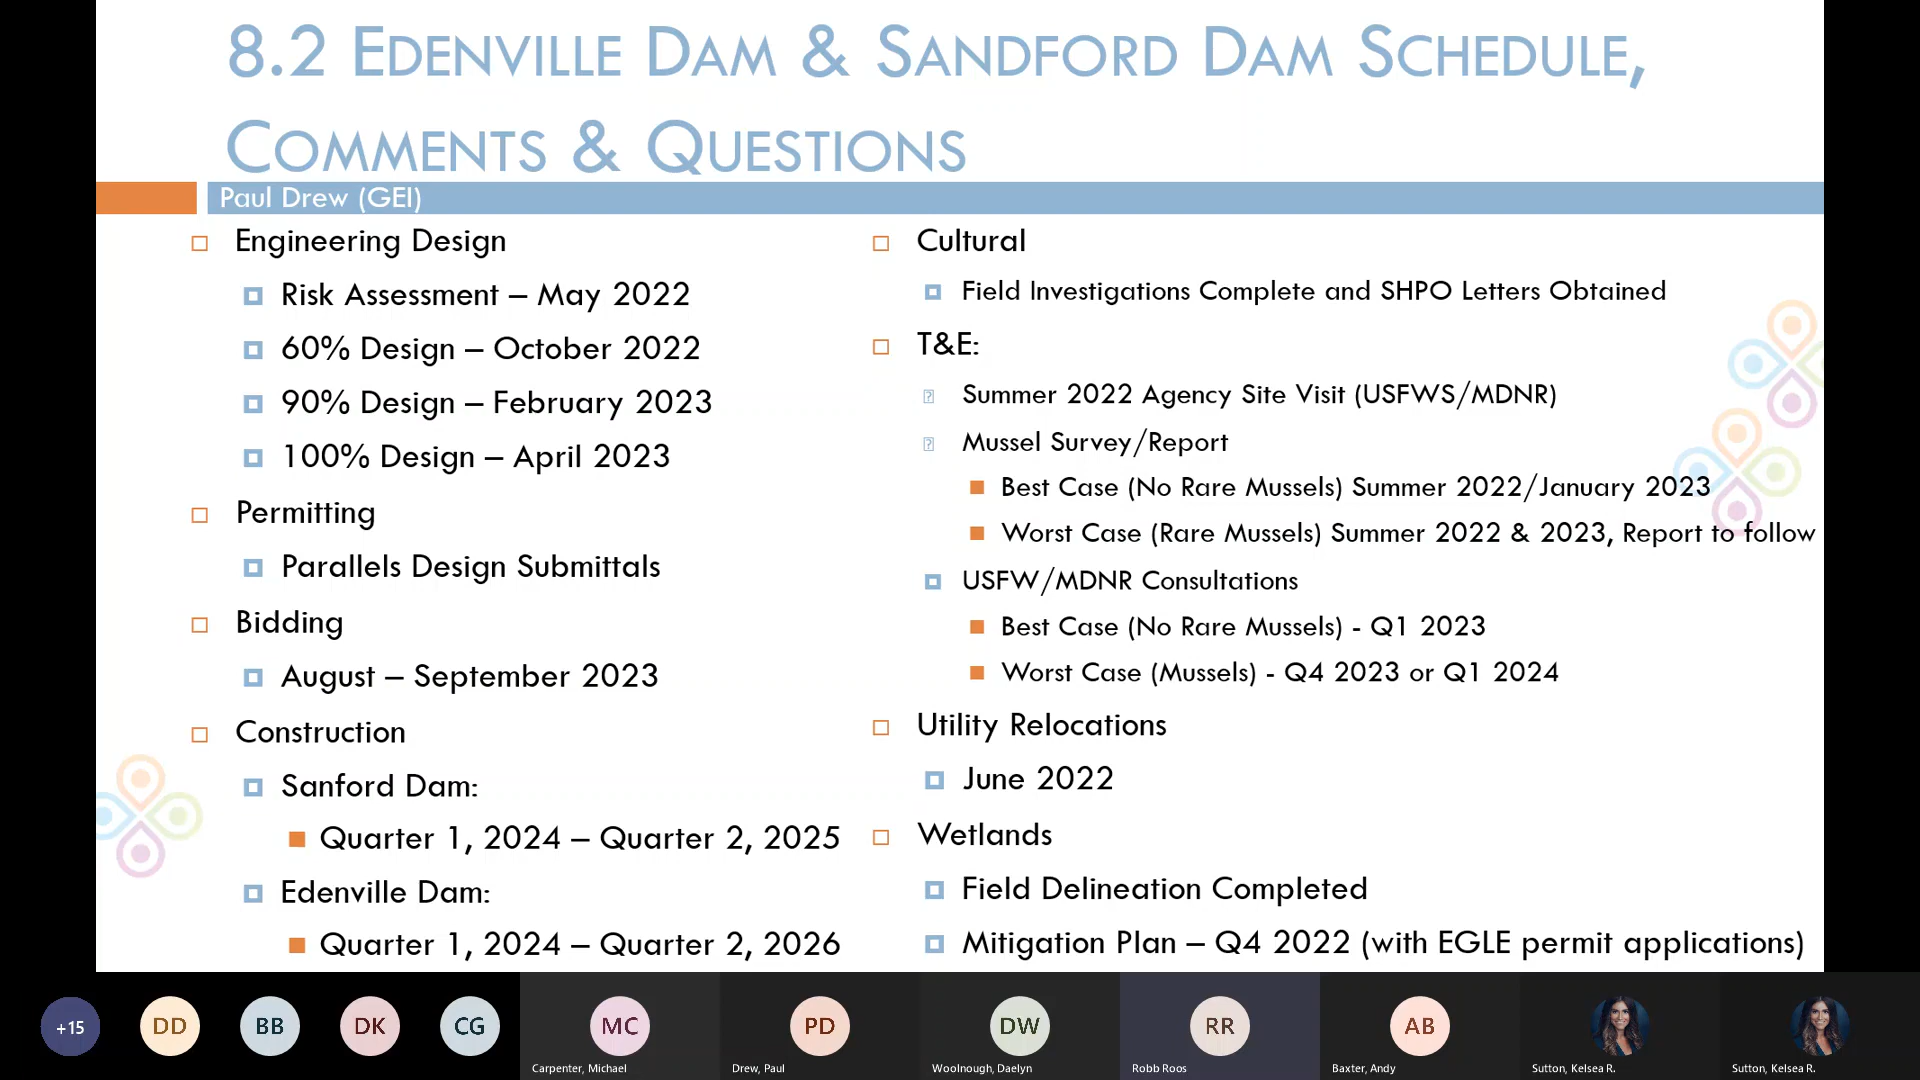 8.2 EDENVILLE DAM & SANDFORD DAM SCHEDULE,
COMMENTS & QUESTIONS
Paul Drew (GEI)
Engineering Design
Risk Assessment – May 2022
60% Design – October 2022
90% Design – February 2023
100% Design – April 2023
Permitting
Parallels Design Submittals
Bidding
August – September 2023
Construction
Sanford Dam:
Quarter 1, 2024 – Quarter 2, 2025
Edenville Dam:
Quarter 1, 2024 – Quarter 2, 2026
Cultural
Field Investigations Complete and SHPO Letters Obtained
T&E:
Summer 2022 Agency Site Visit (USFWS/MDNR)
Mussel Survey/Report
Best Case (No Rare Mussels) Summer 2022/January 2023
Worst Case (Rare Mussels) Summer 2022 & 2023, Report to follow
USFW/MDNR Consultations
Best Case (No Rare Mussels) - Q1 2023
Worst Case (Mussels) - Q4 2023 or Q1 2024
Utility Relocations
June 2022
Wetlands
Field Delineation Completed
Mitigation Plan – Q4 2022 (with EGLE permit applications)
+15
DD
BB
DK
CG
MC
Carpenter, Michael
PD
Drew, Paul
DW
Woolnough, Daelyn
RR
Robb Roos
AB
Baxter, Andy
Sutton, Kelsea R.
Sutton, Kelsea R.